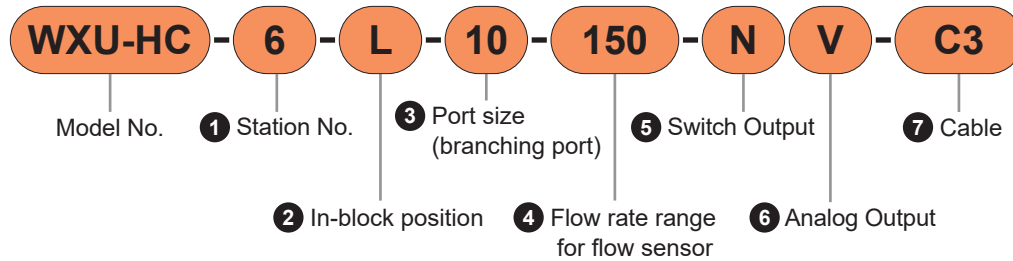 WXU-HC - 6 - L - 10 - 150 - N V - C3
Model No.
1 Station No.
3 Port size
(branching port)
5 Switch Output
7 Cable
2 In-block position
4 Flow rate range
for flow sensor
6 Analog Output